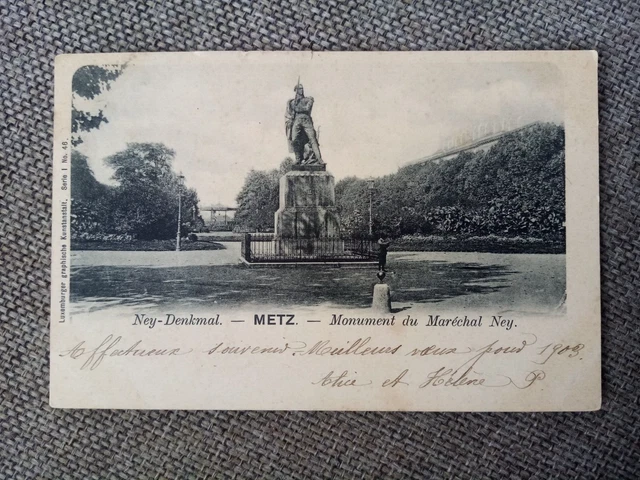 Luxemburger graphische Kunstanstalt, Serie I No. 46.
Ney-Denkmal. — METZ. — Monument du Maréchal Ney.
Affectueux souvenir. Meilleurs vœux pour 1903.
Alice et Hélène P.